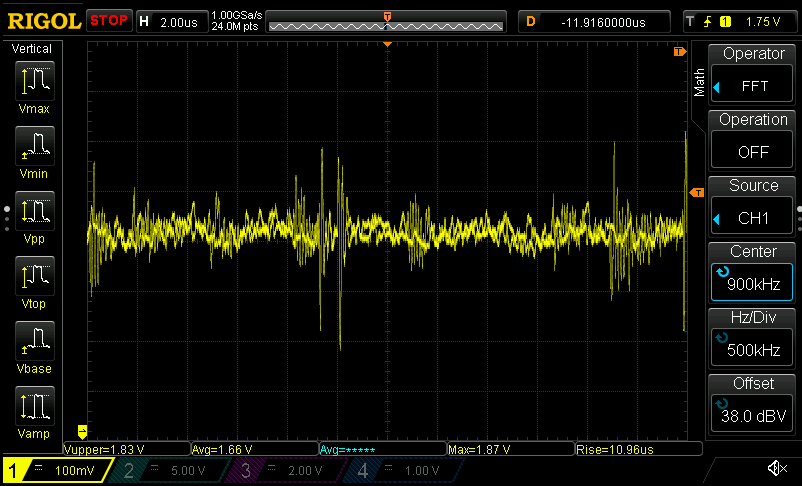 RIGOL STOP H 2.00us 1.00GSa/s 24.0M pts T D -11.9160000us T 1 1.75 V
Vertical
Vmax
Vmin
Vpp
Vtop
Vbase
Vamp
T
T
Math
Operator
FFT
Operation
OFF
Source
CH1
Center
900kHz
Hz/Div
500kHz
Offset
38.0 dBV
Vupper=1.83 V Avg=1.66 V Avg=***** Max=1.87 V Rise=10.96us
1 100mV 2 5.00 V 3 2.00 V 4 1.00 V